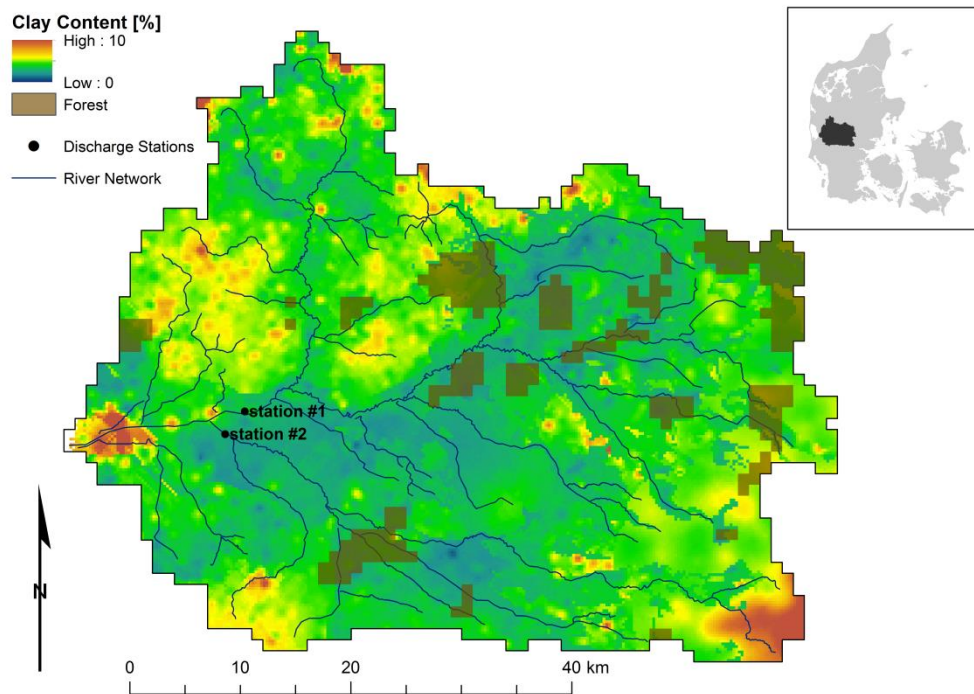 Clay Content [%]
High : 10
Low : 0
Forest
Discharge Stations
River Network
station #1
station #2
N
0 10 20 40 km